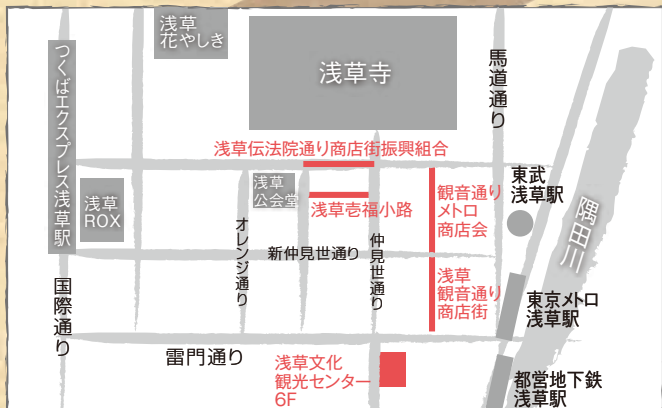 浅草
花やしき
浅草寺
馬道通り
つくばエクスプレス浅草駅
浅草伝法院通り商店街振興組合
東武
浅草駅
浅草
ROX
浅草
公会堂
浅草壱福小路
観音通り
メトロ
商店会
隅田川
オレンジ通り
新仲見世通り
仲見世通り
浅草
観音通り
商店街
国際通り
東京メトロ
浅草駅
雷門通り
浅草文化
観光センター
6F
都営地下鉄
浅草駅